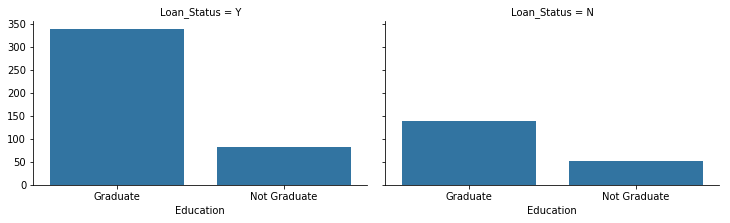 Loan_Status = Y
Loan_Status = N
350
300
250
200
150
100
50
0
Graduate
Not Graduate
Graduate
Not Graduate
Education
Education